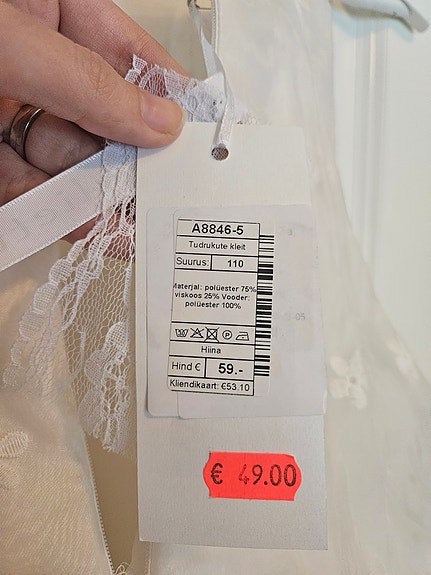 A8846-5
Tudrukute kleit
Suurus: 110
Materjal: polüester 75%
viskoos 25% Vooder:
polüester 100%
P
Hiina
Hind € 59.-
Kliendikaart: €53.10
€ 49.00